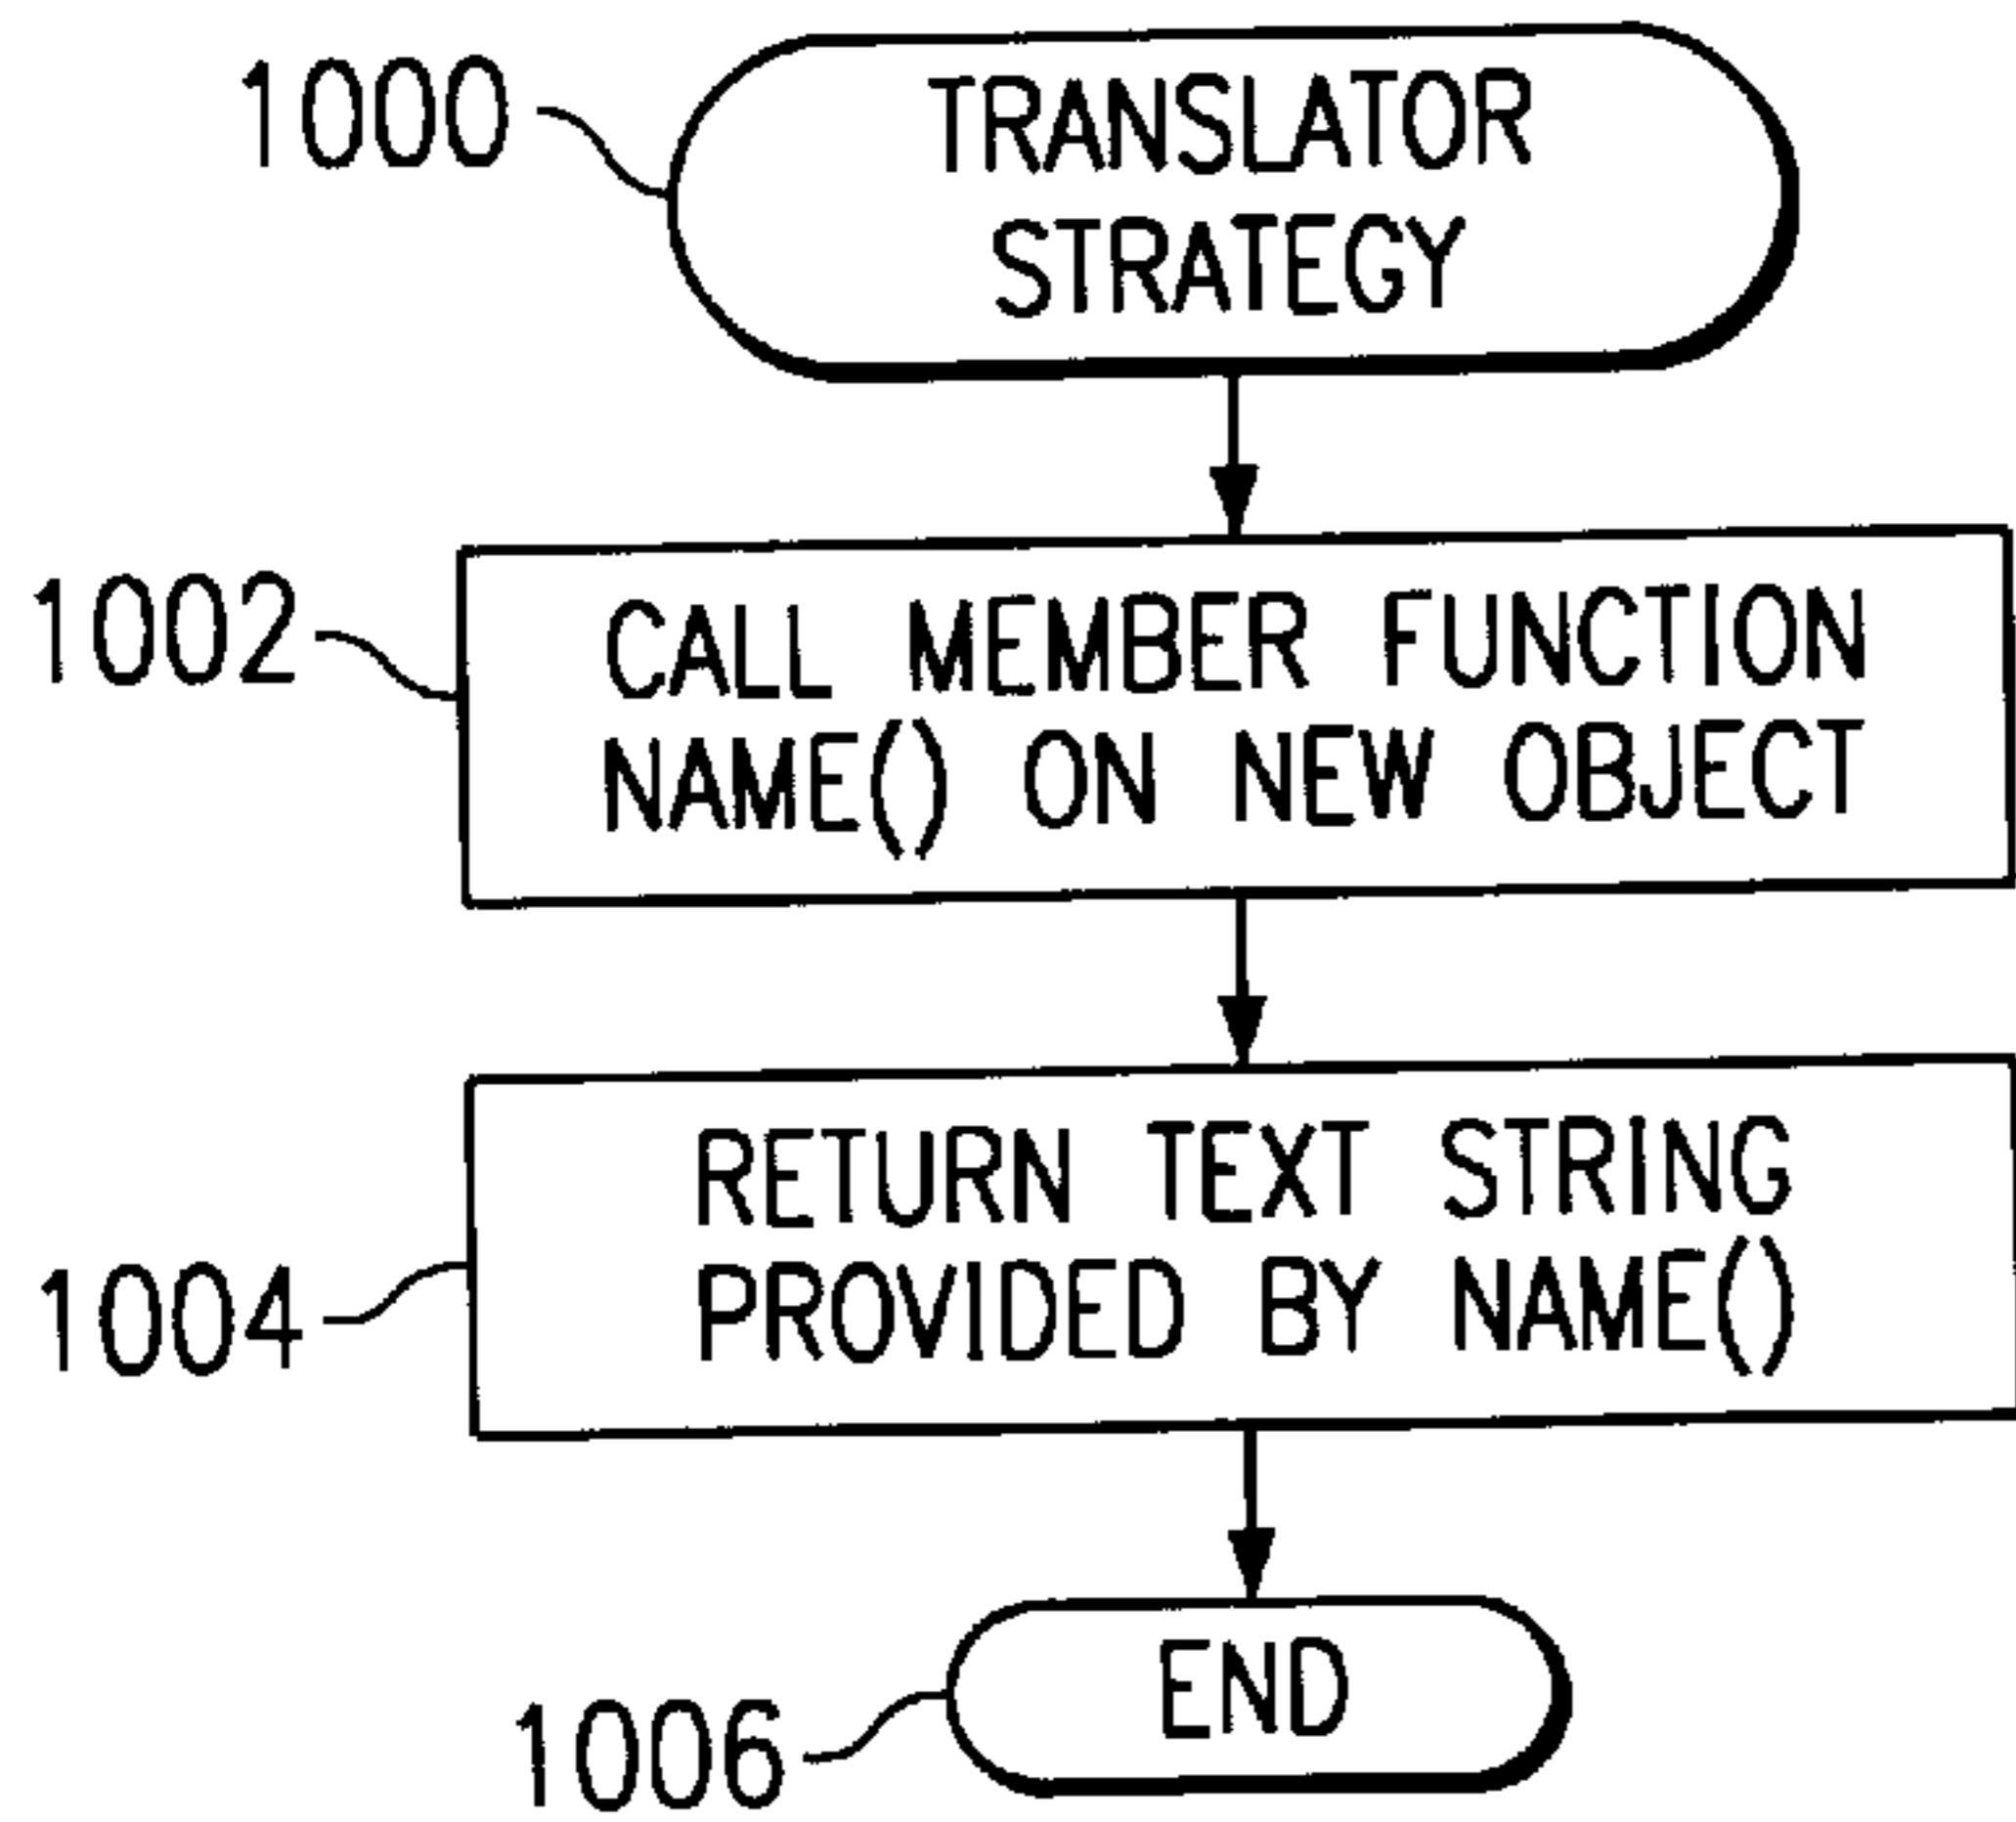 1000
TRANSLATOR
STRATEGY
1002
CALL MEMBER FUNCTION
NAME() ON NEW OBJECT
1004
RETURN TEXT STRING
PROVIDED BY NAME()
1006
END